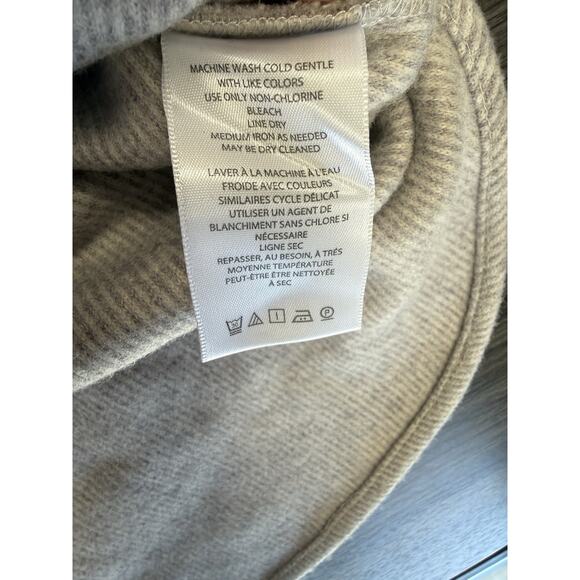 MACHINE WASH COLD GENTLE
WITH LIKE COLORS
USE ONLY NON-CHLORINE
BLEACH
LINE DRY
MEDIUM IRON AS NEEDED
MAY BE DRY CLEANED
LAVER À LA MACHINE À L'EAU
FROIDE AVEC COULEURS
SIMILAIRES CYCLE DÉLICAT
UTILISER UN AGENT DE
BLANCHIMENT SANS CHLORE SI
NÉCESSAIRE
LIGNE SEC
REPASSER, AU BESOIN, À TRÉS
MOYENNE TEMPÉRATURE
PEUT-ÊTRE ÊTRE NETTOYÉE
À SEC